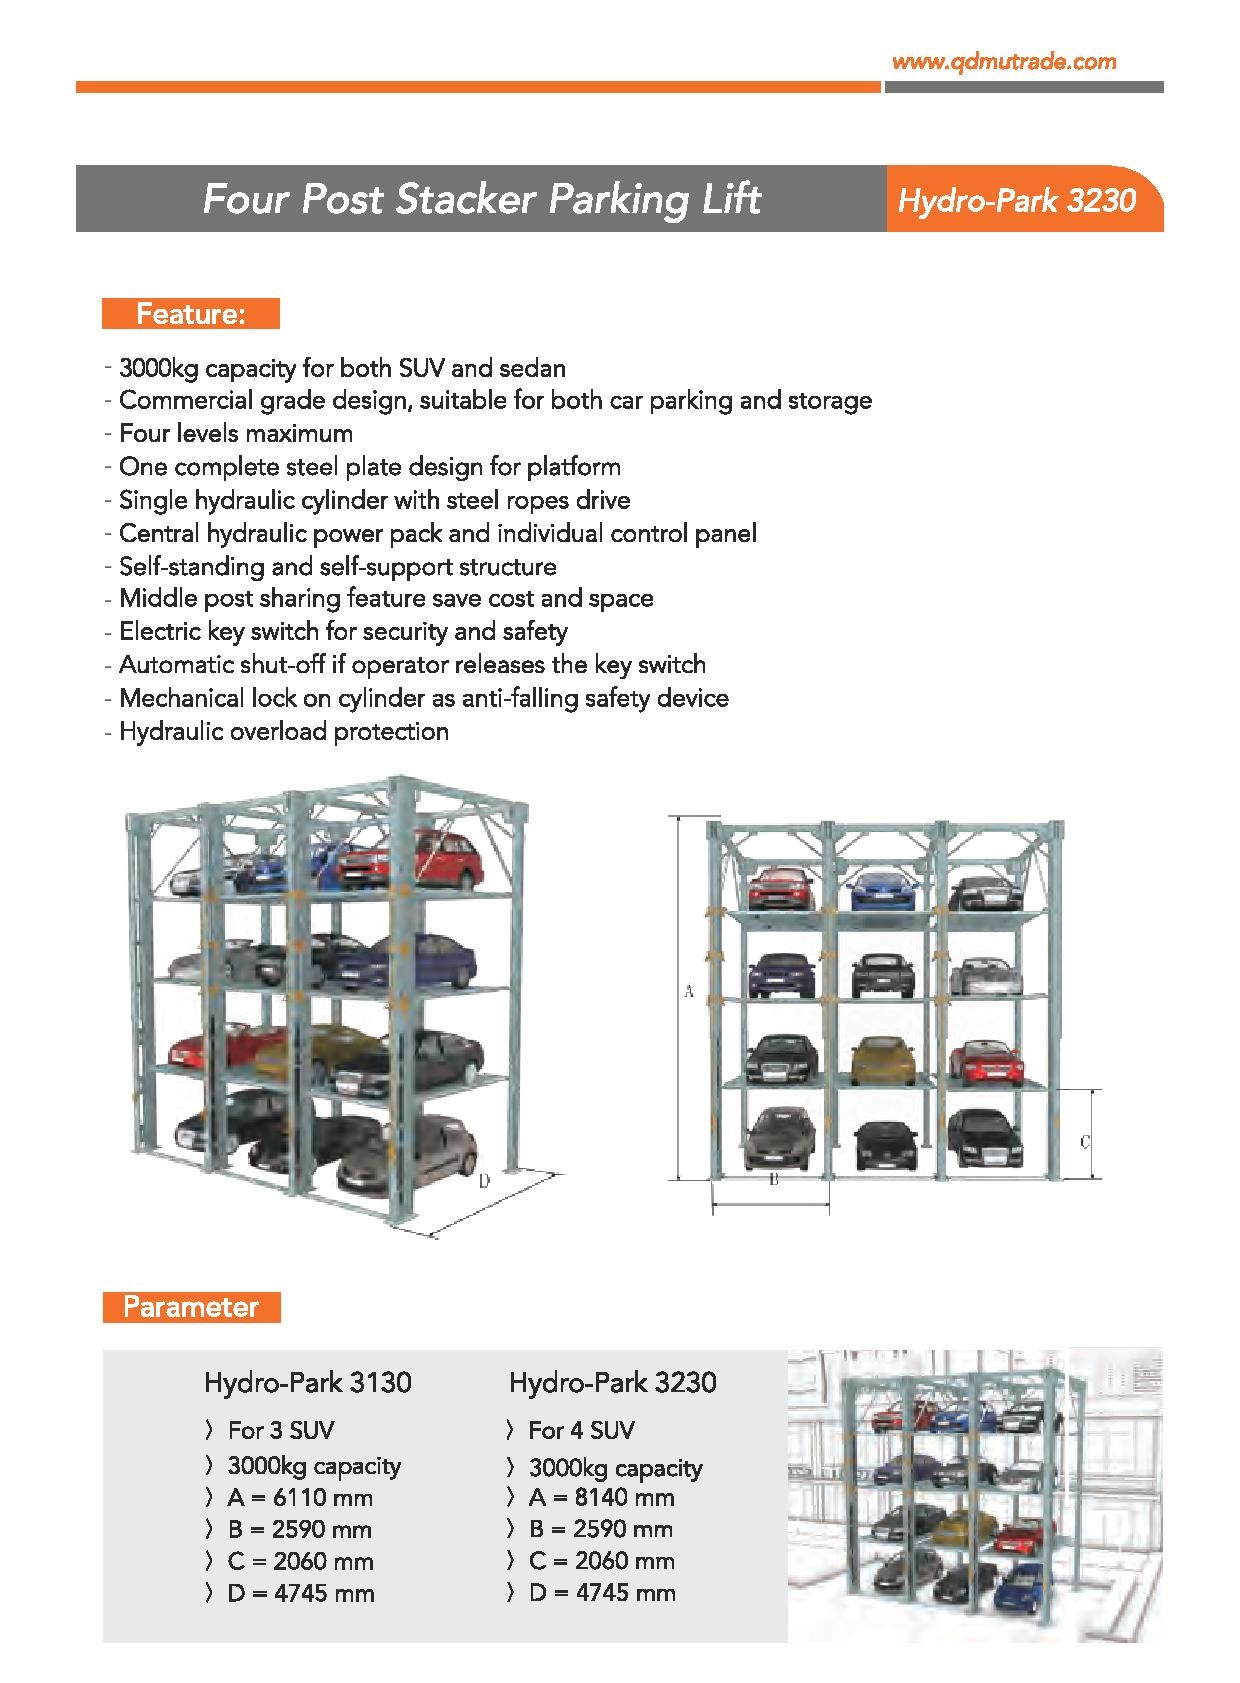 www.qdmutrade.com
Four Post Stacker Parking Lift
Hydro-Park 3230
Feature:
- 3000kg capacity for both SUV and sedan
- Commercial grade design, suitable for both car parking and storage
- Four levels maximum
- One complete steel plate design for platform
- Single hydraulic cylinder with steel ropes drive
- Central hydraulic power pack and individual control panel
- Self-standing and self-support structure
- Middle post sharing feature save cost and space
- Electric key switch for security and safety
- Automatic shut-off if operator releases the key switch
- Mechanical lock on cylinder as anti-falling safety device
- Hydraulic overload protection
D
A
B
C
Parameter
Hydro-Park 3130
〉 For 3 SUV
〉 3000kg capacity
〉 A = 6110 mm
〉 B = 2590 mm
〉 C = 2060 mm
〉 D = 4745 mm
Hydro-Park 3230
〉 For 4 SUV
〉 3000kg capacity
〉 A = 8140 mm
〉 B = 2590 mm
〉 C = 2060 mm
〉 D = 4745 mm